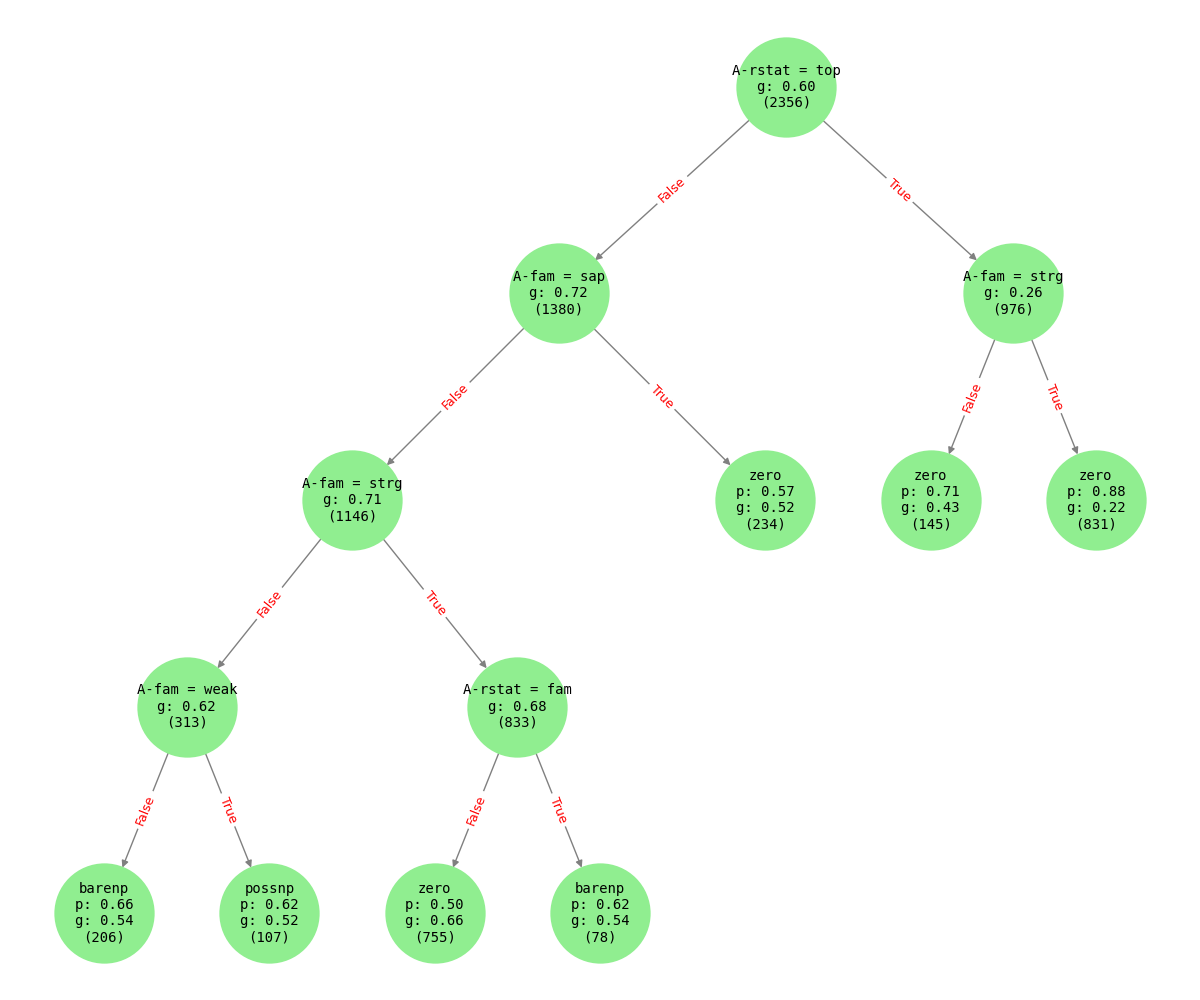 A-rstat = top
g: 0.60
(2356)
False
True
A-fam = sap
g: 0.72
(1380)
A-fam = strg
g: 0.26
(976)
False
True
False
True
A-fam = strg
g: 0.71
(1146)
zero
p: 0.57
g: 0.52
(234)
zero
p: 0.71
g: 0.43
(145)
zero
p: 0.88
g: 0.22
(831)
False
True
A-fam = weak
g: 0.62
(313)
A-rstat = fam
g: 0.68
(833)
False
True
False
True
barenp
p: 0.66
g: 0.54
(206)
possnp
p: 0.62
g: 0.52
(107)
zero
p: 0.50
g: 0.66
(755)
barenp
p: 0.62
g: 0.54
(78)